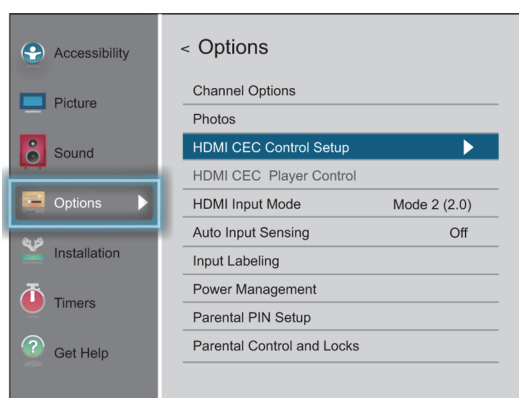 Accessibility
Picture
Sound
Options
Installation
Timers
Get Help
< Options
Channel Options
Photos
HDMI CEC Control Setup
HDMI CEC  Player Control
HDMI Input Mode Mode 2 (2.0)
Auto Input Sensing Off
Input Labeling
Power Management
Parental PIN Setup
Parental Control and Locks